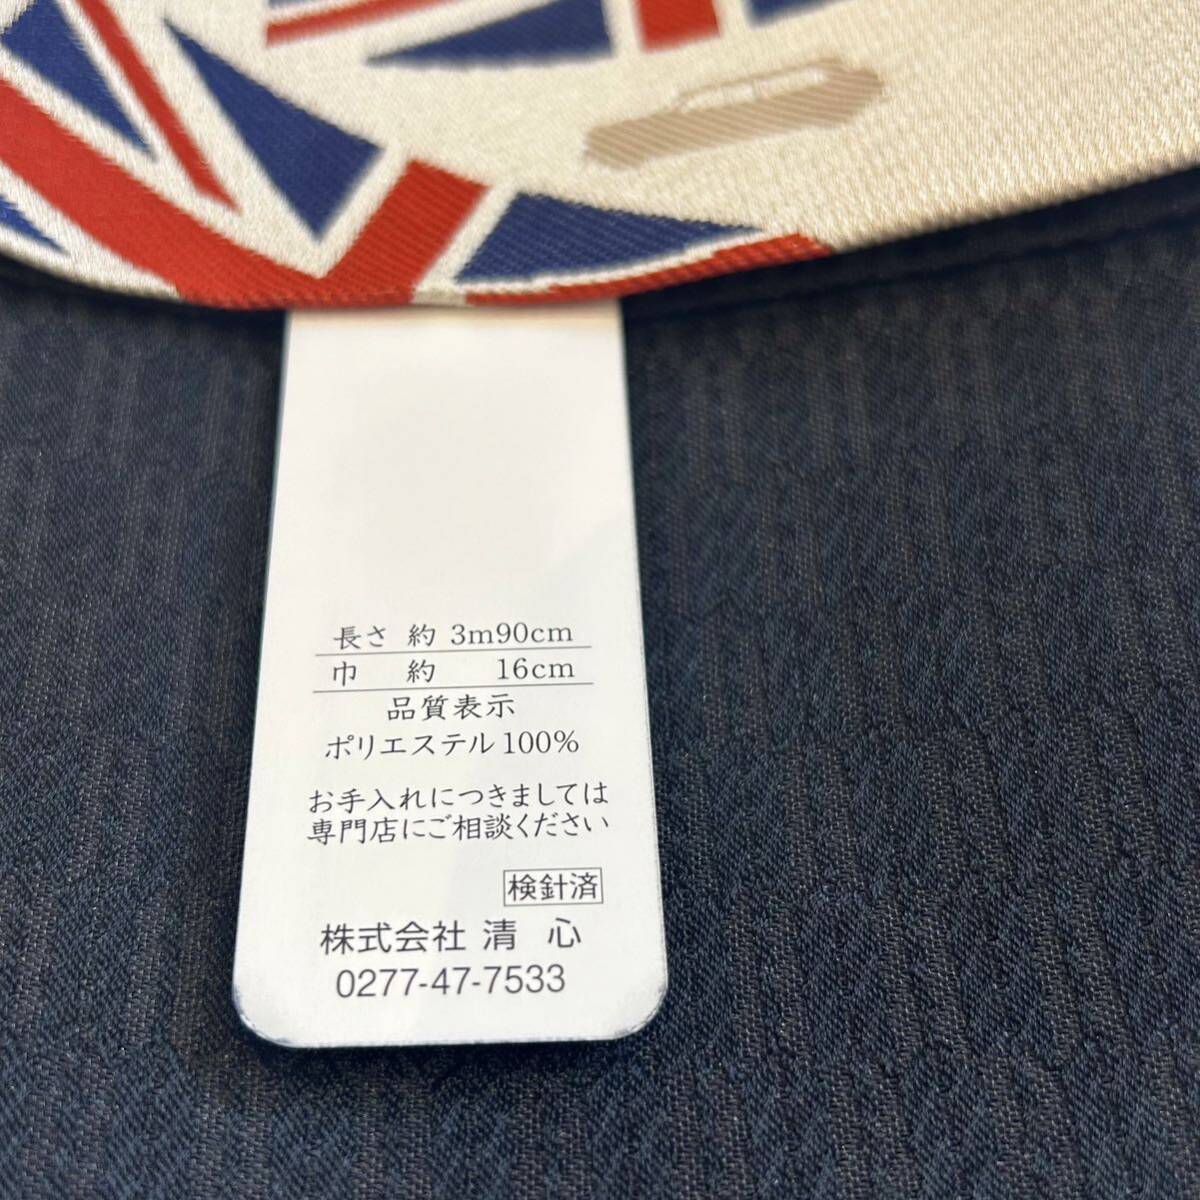 長さ 約 3m90cm
巾 約 16cm
品質表示
ポリエステル100%
お手入れにつきましては
専門店にご相談ください
検針済
株式会社 清 心
0277-47-7533